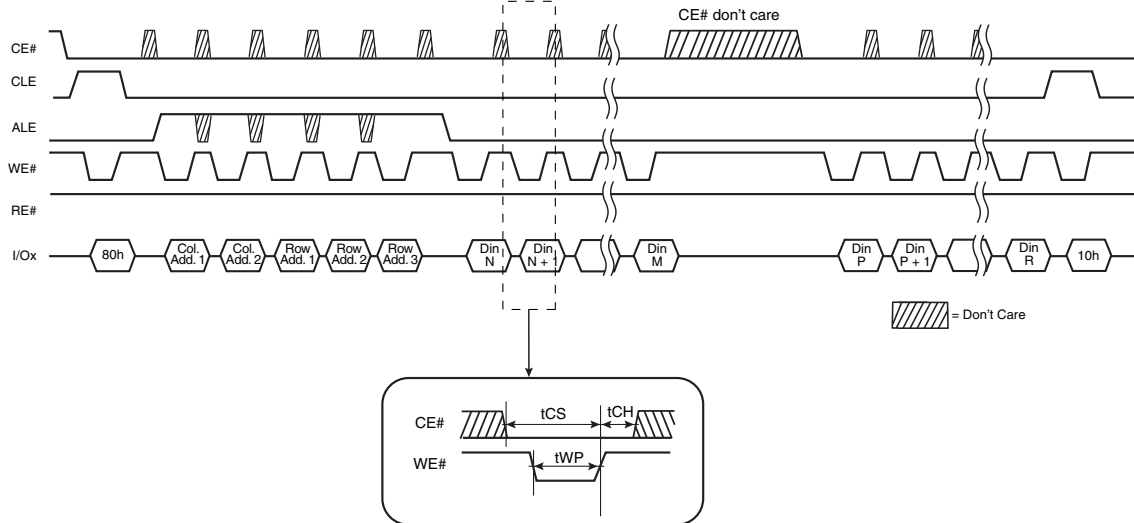 CE# don't care
CE#
CLE
ALE
WE#
RE#
I/Ox
80h
Col.
Add. 1
Col.
Add. 2
Row
Add. 1
Row
Add. 2
Row
Add. 3
Din
N
Din
N + 1
Din
M
Din
P
Din
P + 1
Din
R
10h
= Don't Care
CE#
tCS
tCH
WE#
tWP